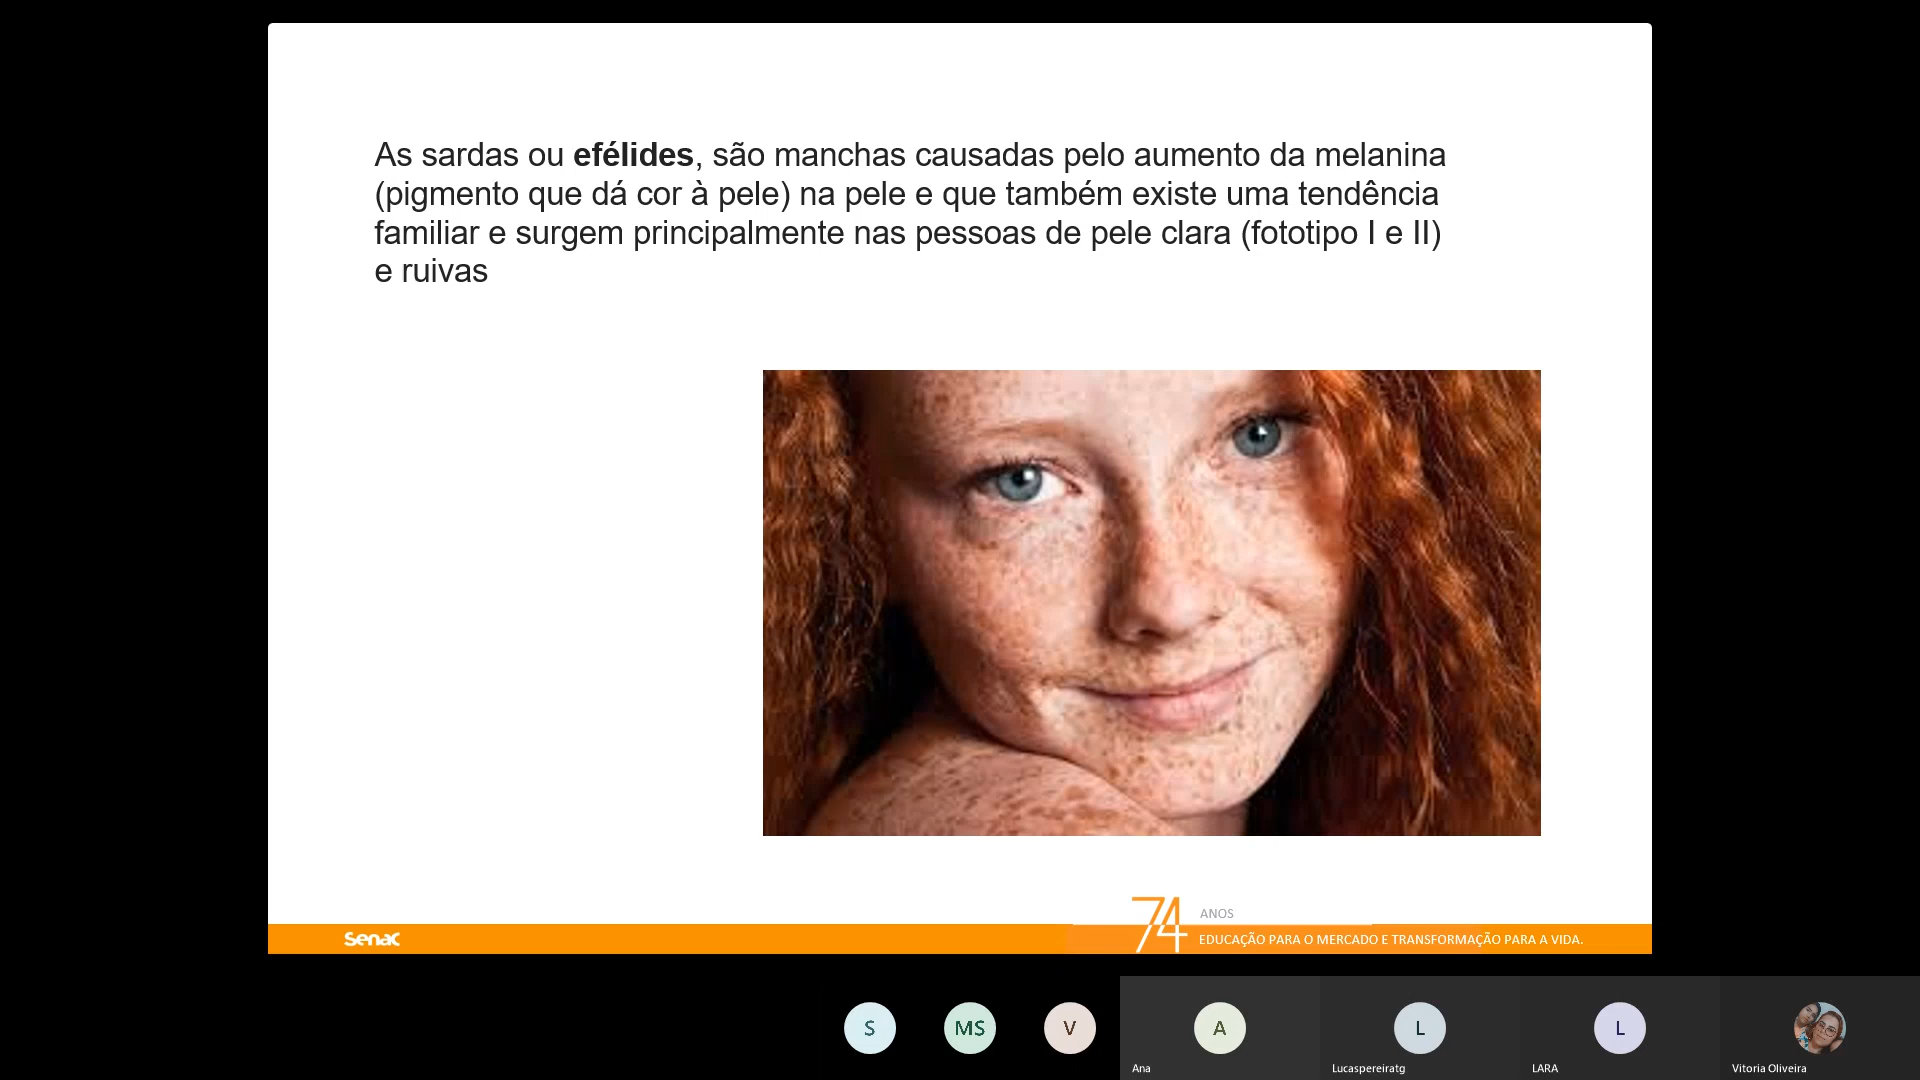 As sardas ou efélides, são manchas causadas pelo aumento da melanina
(pigmento que dá cor à pele) na pele e que também existe uma tendência
familiar e surgem principalmente nas pessoas de pele clara (fototipo I e II)
e ruivas
74 ANOS
senac
EDUCAÇÃO PARA O MERCADO E TRANSFORMAÇÃO PARA A VIDA.
S
MS
V
A
L
L
Ana
Lucaspereiratg
LARA
Vitoria Oliveira